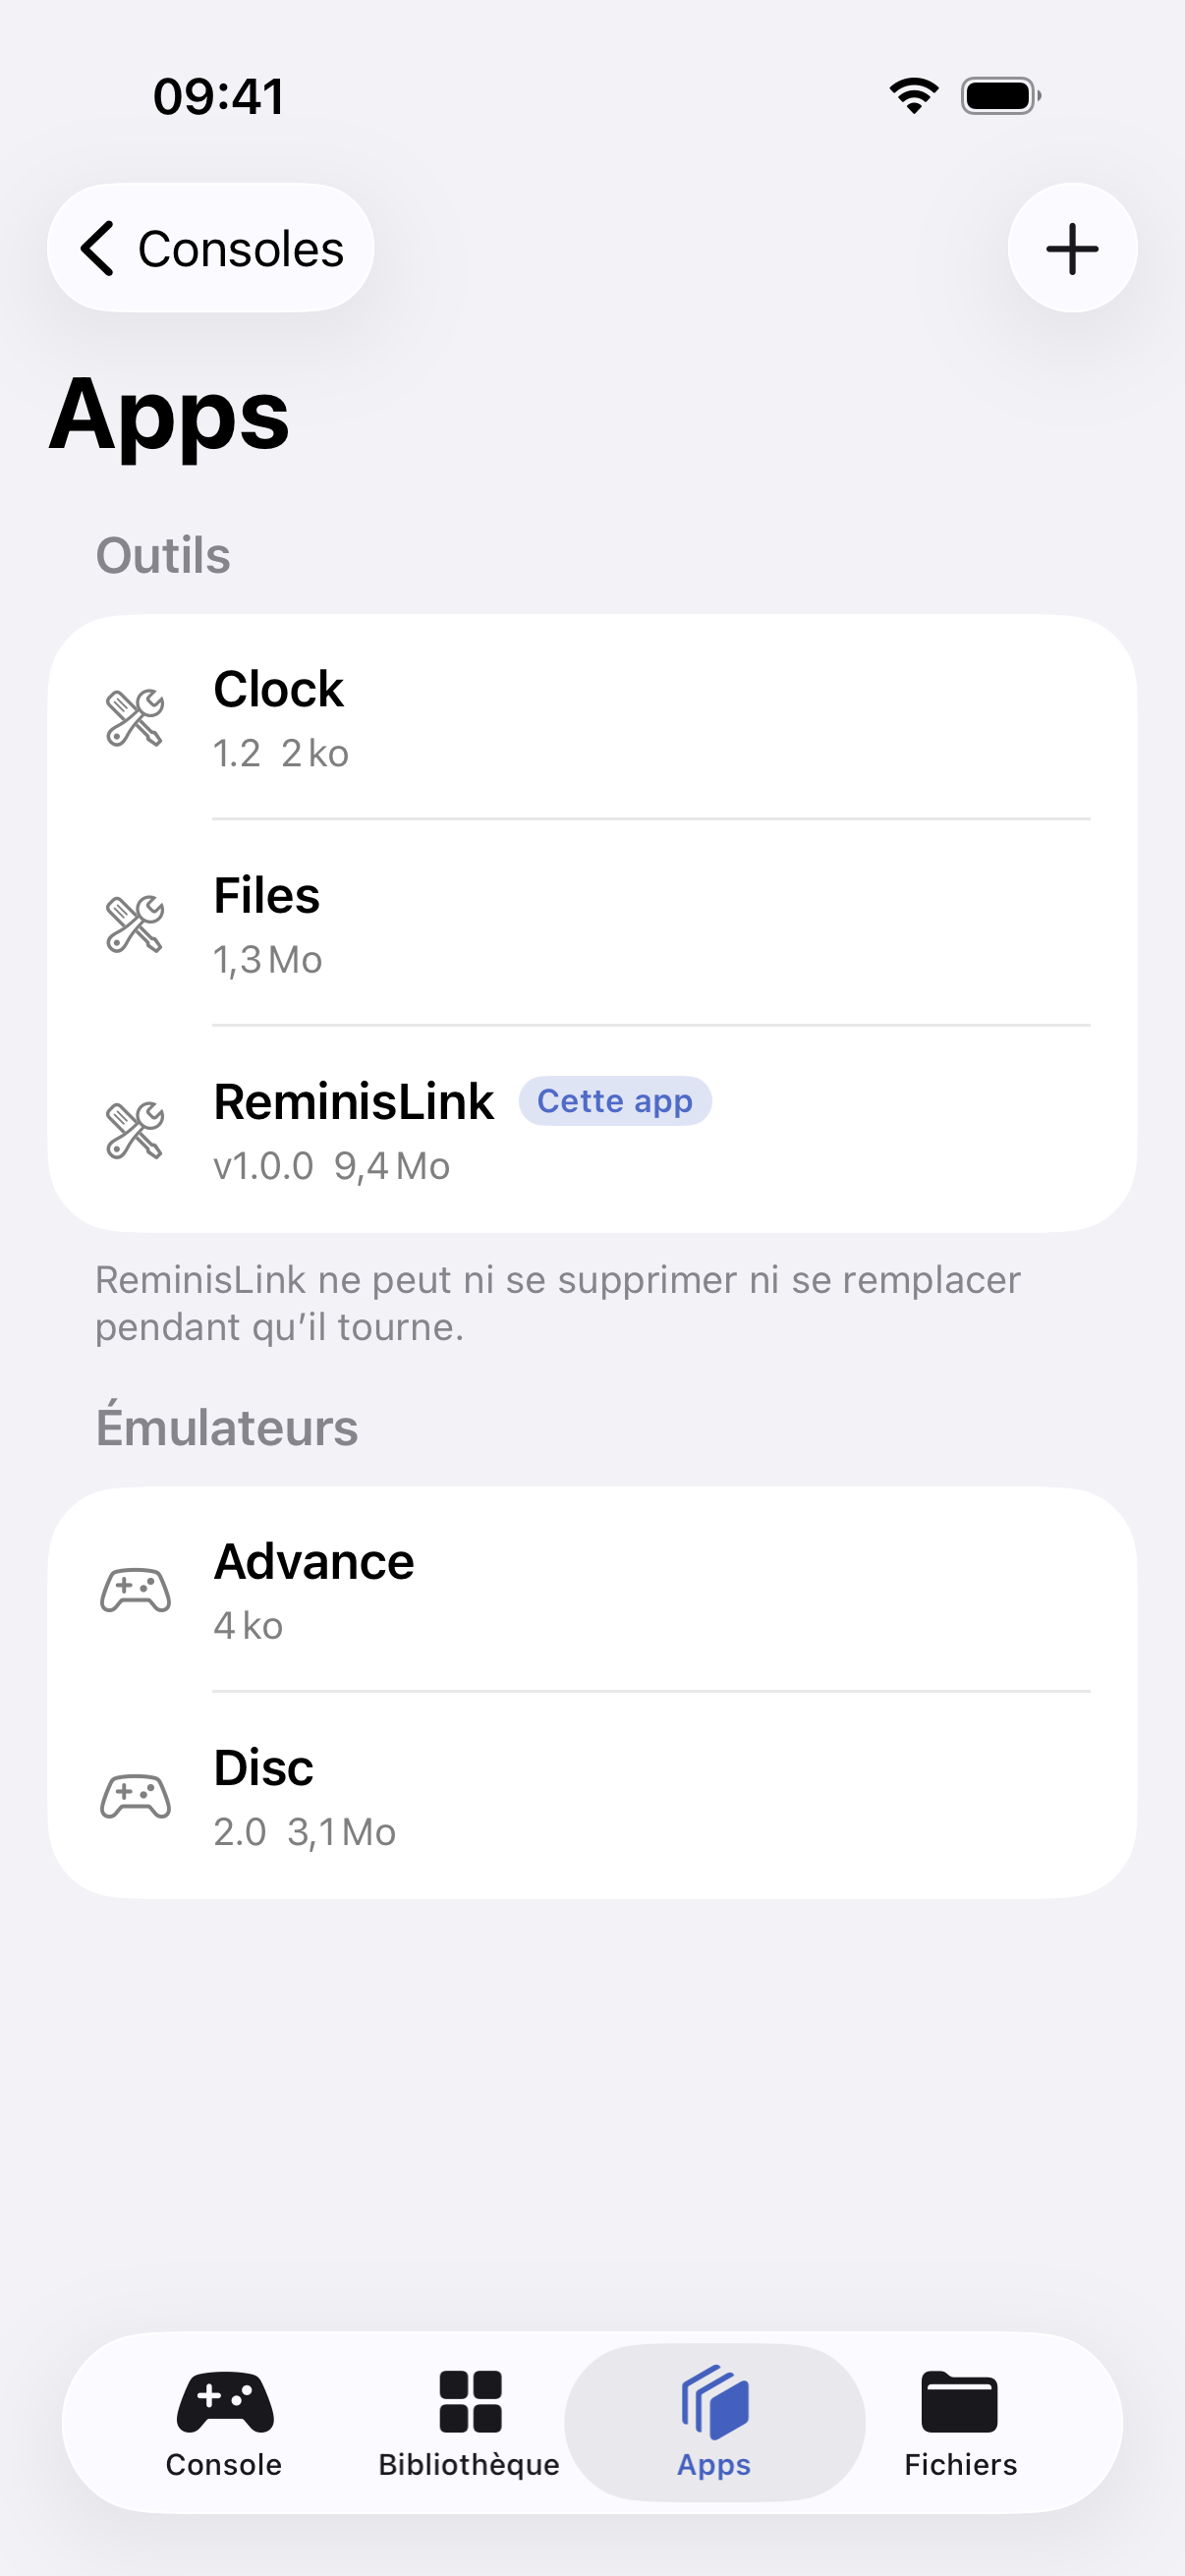 09:41
Consoles
Apps
Outils
Clock
1.2 2 ko
Files
1,3 Mo
ReminisLink Cette app
v1.0.0 9,4 Mo
ReminisLink ne peut ni se supprimer ni se remplacer
pendant qu’il tourne.
Émulateurs
Advance
4 ko
Disc
2.0 3,1 Mo
Console Bibliothèque Apps Fichiers